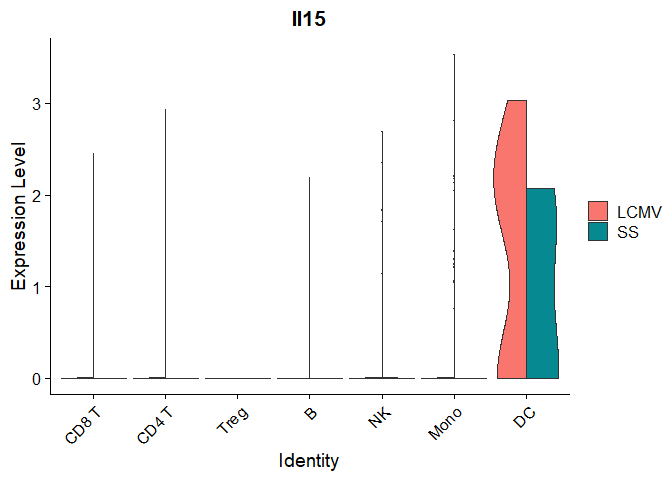 Il15
Expression Level
3
2
1
0
CD8 T
CD4 T
Treg
B
NK
Mono
DC
Identity
LCMV
SS